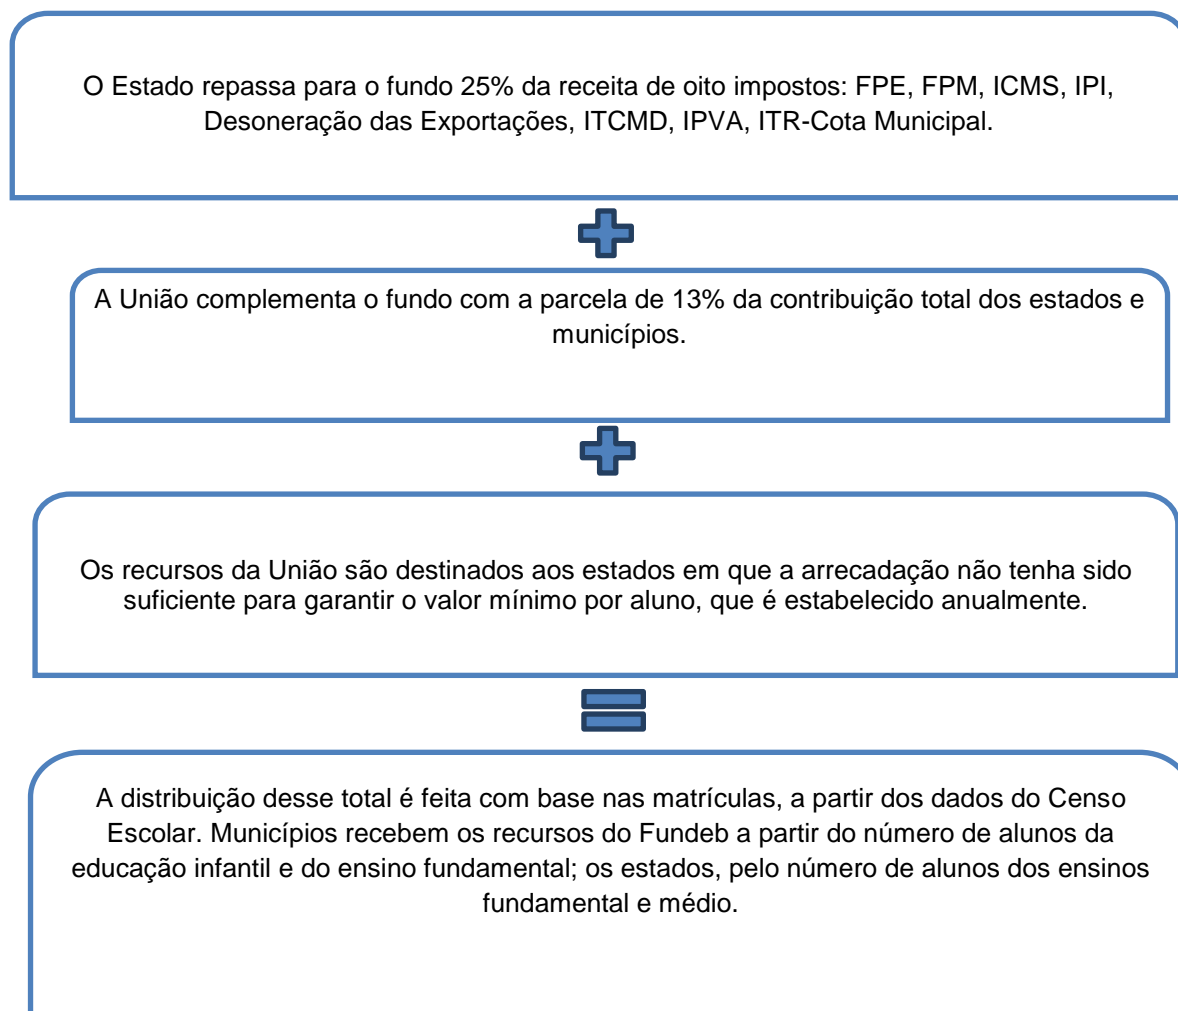 O Estado repassa para o fundo 25% da receita de oito impostos: FPE, FPM, ICMS, IPI,
Desoneração das Exportações, ITCMD, IPVA, ITR-Cota Municipal.
A União complementa o fundo com a parcela de 13% da contribuição total dos estados e
municípios.
Os recursos da União são destinados aos estados em que a arrecadação não tenha sido
suficiente para garantir o valor mínimo por aluno, que é estabelecido anualmente.
A distribuição desse total é feita com base nas matrículas, a partir dos dados do Censo
Escolar. Municípios recebem os recursos do Fundeb a partir do número de alunos da
educação infantil e do ensino fundamental; os estados, pelo número de alunos dos ensinos
fundamental e médio.